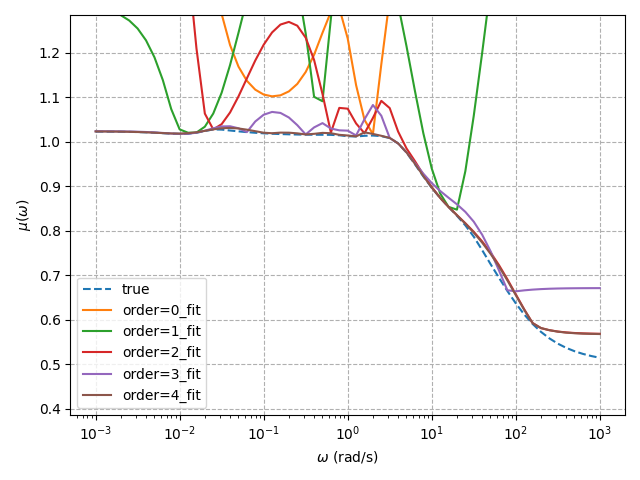 1.2
1.1
1.0
0.9
0.8
0.7
0.6
0.5
0.4
μ(ω)
true
order=0_fit
order=1_fit
order=2_fit
order=3_fit
order=4_fit
10⁻³ 10⁻² 10⁻¹ 10⁰ 10¹ 10² 10³
ω (rad/s)